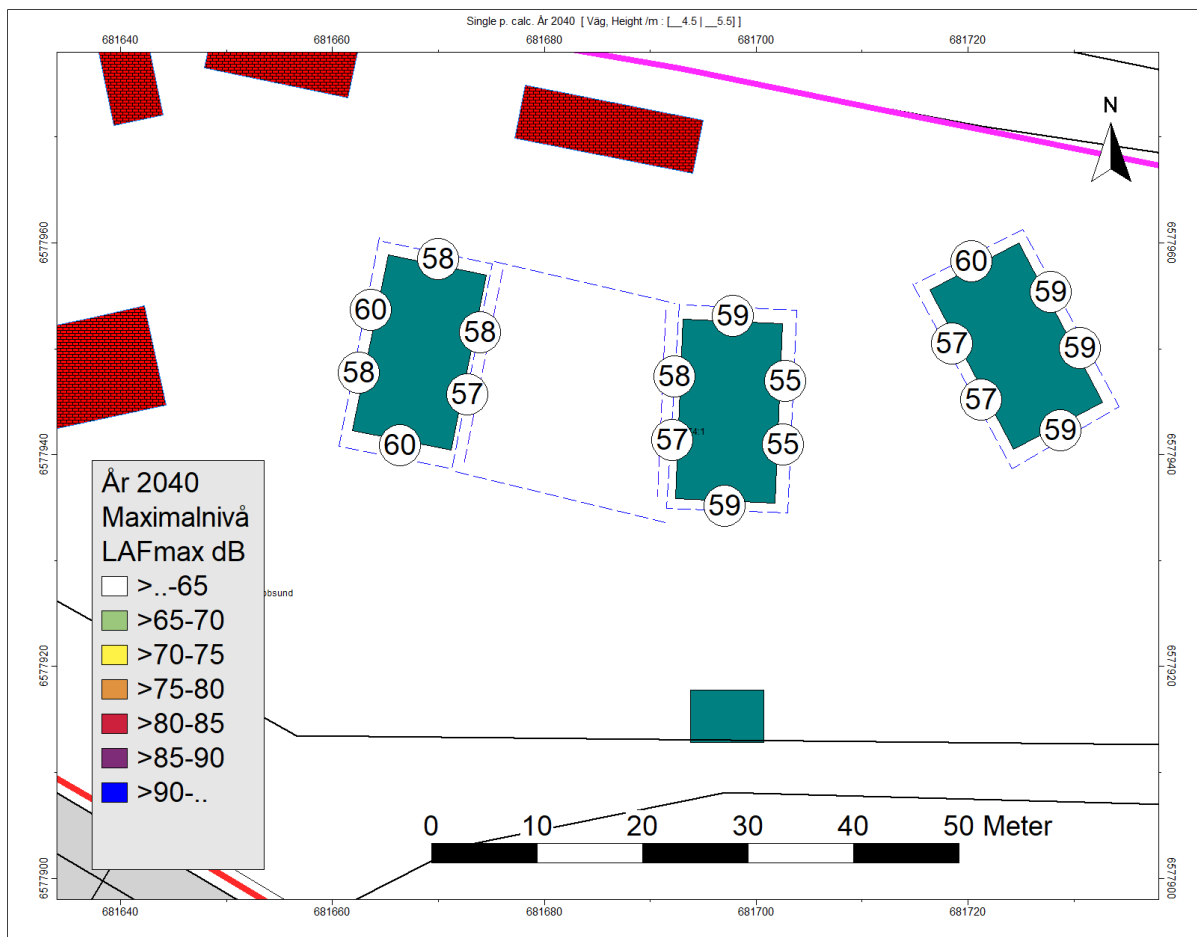 Single p. calc. År 2040 [ Väg, Height /m : [__4.5 | __5.5] ]
681640 681660 681680 681700 681720
N
6577960 6577960
58 60 58 58 57 60
59 58 55 57 55 59
60 59 57 59 57 59
4:1
6577940 6577940
År 2040
Maximalnivå
LAFmax dB
>..-65
>65-70
>70-75
>75-80
>80-85
>85-90
>90-..
obsund
6577920 6577920
0 10 20 30 40 50 Meter
6577900 6577900
681640 681660 681680 681700 681720